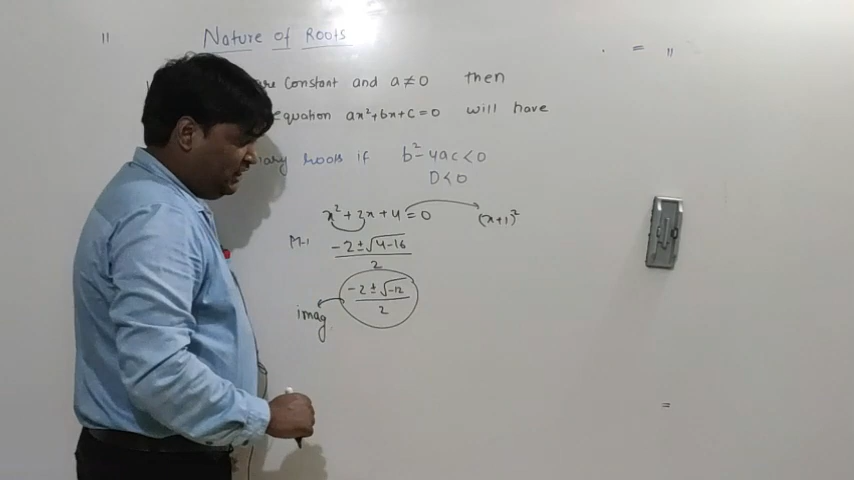 Nature of Roots
are Constant and a≠0 then
equation ax²+bx+c=0 will have
roots if b²-4ac<0
D<0
x²+2x+4=0 (x+1)²
M-1 -2±√4-16
2
-2±√-12
2
imag.